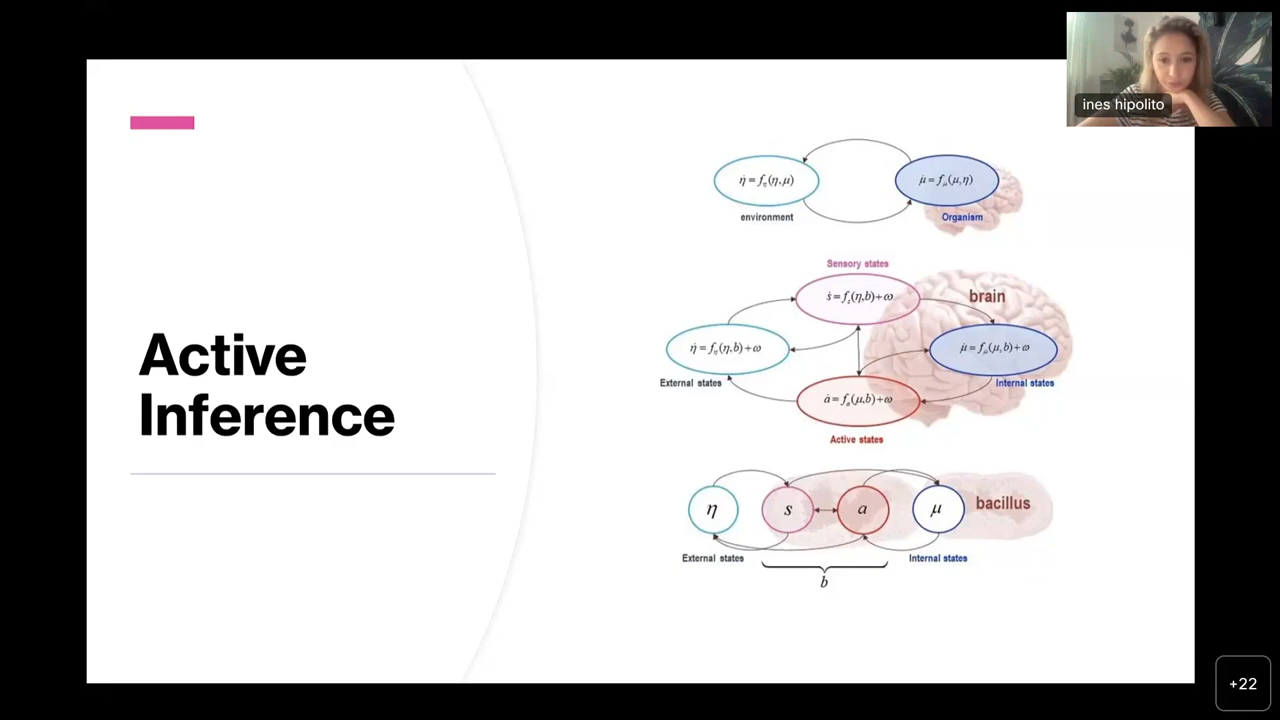 ines hipolito
Active
Inference
η̇ = f_η(η,μ)
μ̇ = f_μ(μ,η)
environment
Organism
Sensory states
ṡ = f_s(η,b)+ω
brain
η̇ = f_η(η,b)+ω
μ̇ = f_μ(μ,b)+ω
External states
Internal states
ȧ = f_a(μ,b)+ω
Active states
η
s
a
μ
bacillus
External states
Internal states
b
+22